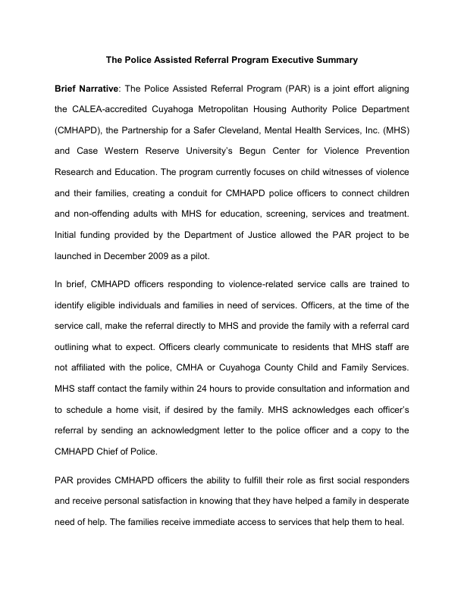 The Police Assisted Referral Program Executive Summary
Brief Narrative: The Police Assisted Referral Program (PAR) is a joint effort aligning
the CALEA-accredited Cuyahoga Metropolitan Housing Authority Police Department
(CMHAPD), the Partnership for a Safer Cleveland, Mental Health Services, Inc. (MHS)
and Case Western Reserve University's Begun Center for Violence Prevention
Research and Education. The program currently focuses on child witnesses of violence
and their families, creating a conduit for CMHAPD police officers to connect children
and non-offending adults with MHS for education, screening, services and treatment.
Initial funding provided by the Department of Justice allowed the PAR project to be
launched in December 2009 as a pilot.
In brief, CMHAPD officers responding to violence-related service calls are trained to
identify eligible individuals and families in need of services. Officers, at the time of the
service call, make the referral directly to MHS and provide the family with a referral card
outlining what to expect. Officers clearly communicate to residents that MHS staff are
not affiliated with the police, CMHA or Cuyahoga County Child and Family Services.
MHS staff contact the family within 24 hours to provide consultation and information and
to schedule a home visit, if desired by the family. MHS acknowledges each officer's
referral by sending an acknowledgment letter to the police officer and a copy to the
CMHAPD Chief of Police.
PAR provides CMHAPD officers the ability to fulfill their role as first social responders
and receive personal satisfaction in knowing that they have helped a family in desperate
need of help. The families receive immediate access to services that help them to heal.